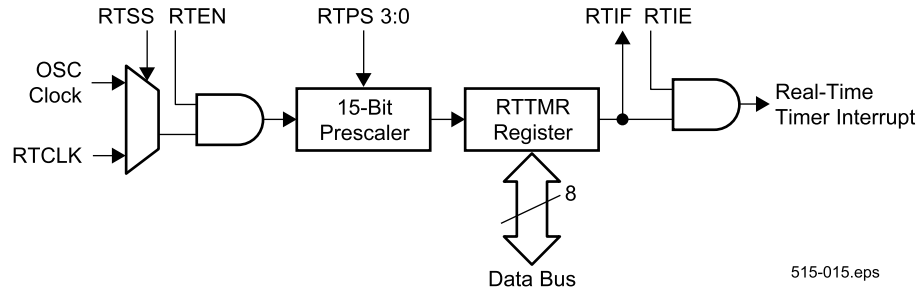 RTSS RTEN RTPS 3:0 RTIF RTIE
OSC
Clock
RTCLK
15-Bit
Prescaler
RTTMR
Register
Real-Time
Timer Interrupt
8
Data Bus
515-015.eps